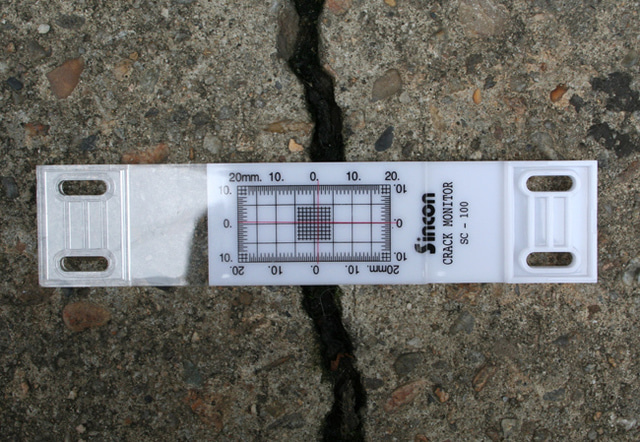 20mm. 10. 0. 10. 20.
10. 10.
0. 0.
10. 10.
20. 10. 0. 10. 20mm.
Sincon
CRACK MONITOR
SC - 100